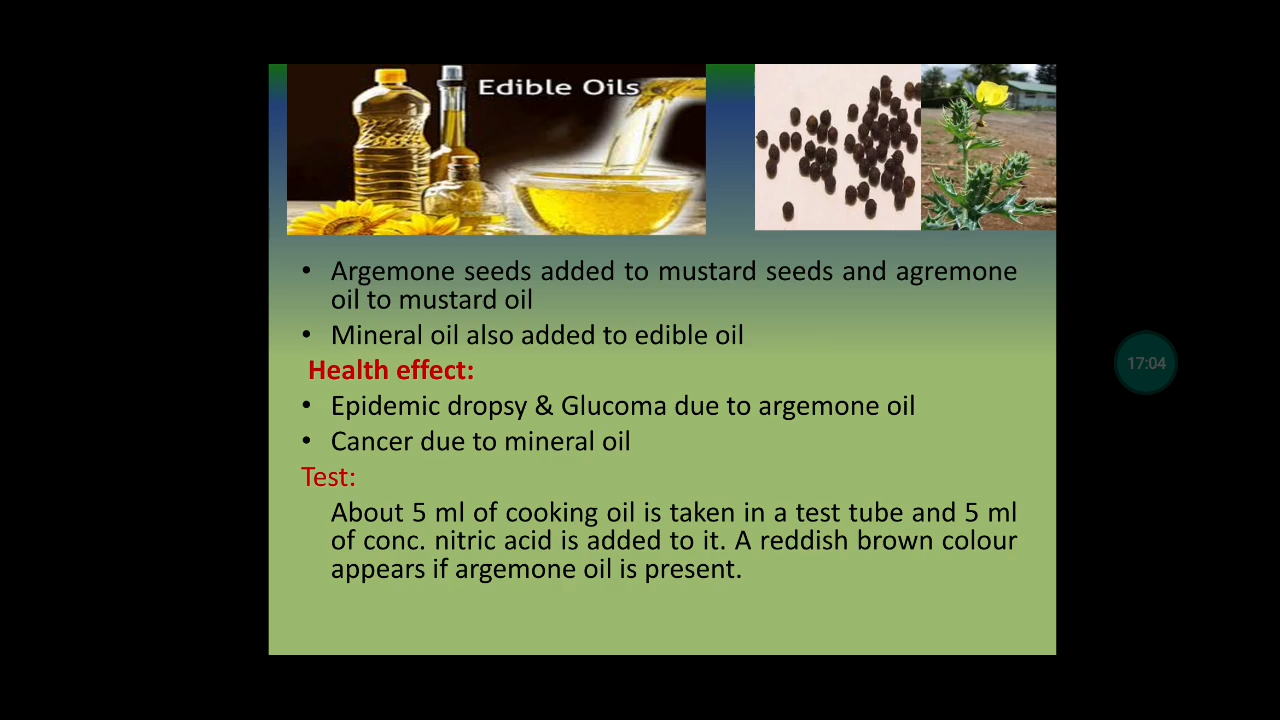 Edible Oils
• Argemone seeds added to mustard seeds and agremone
oil to mustard oil
• Mineral oil also added to edible oil
Health effect:
• Epidemic dropsy & Glucoma due to argemone oil
• Cancer due to mineral oil
Test:
About 5 ml of cooking oil is taken in a test tube and 5 ml
of conc. nitric acid is added to it. A reddish brown colour
appears if argemone oil is present.
17:04